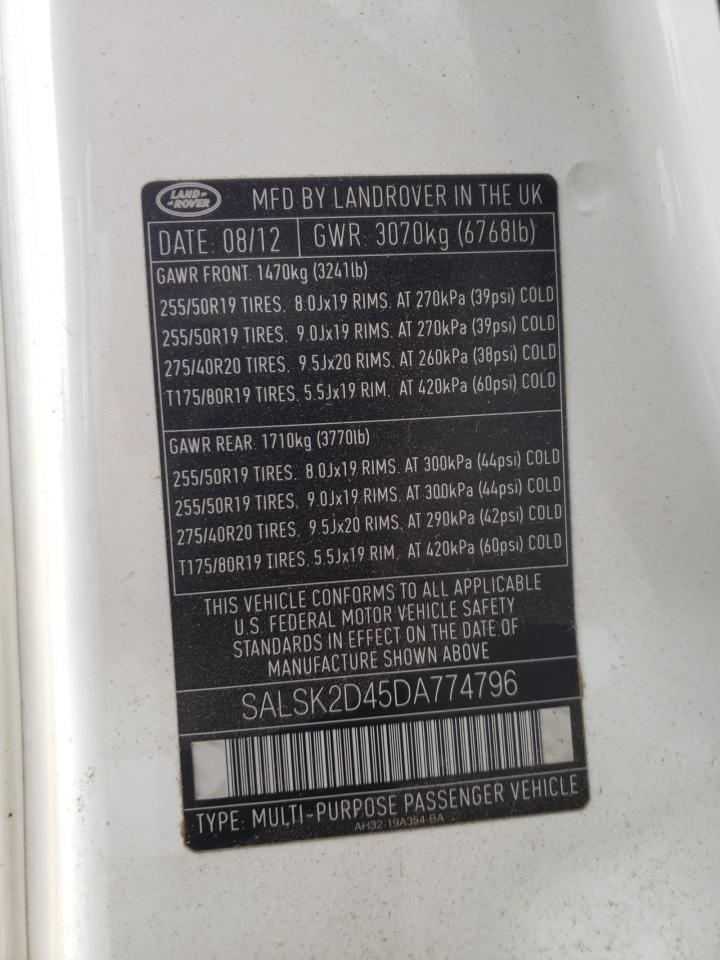 LAND-
-ROVER
MFD BY LANDROVER IN THE UK
DATE: 08/12 GWR: 3070kg (6768lb)
GAWR FRONT. 1470kg (3241lb)
255/50R19 TIRES. 8.0Jx19 RIMS. AT 270kPa (39psi) COLD
255/50R19 TIRES. 9.0Jx19 RIMS. AT 270kPa (39psi) COLD
275/40R20 TIRES. 9.5Jx20 RIMS. AT 260kPa (38psi) COLD
T175/80R19 TIRES. 5.5Jx19 RIM. AT 420kPa (60psi) COLD
GAWR REAR. 1710kg (3770lb)
255/50R19 TIRES. 8.0Jx19 RIMS. AT 300kPa (44psi) COLD
255/50R19 TIRES. 9.0Jx19 RIMS. AT 300kPa (44psi) COLD
275/40R20 TIRES. 9.5Jx20 RIMS. AT 290kPa (42psi) COLD
T175/80R19 TIRES. 5.5Jx19 RIM. AT 420kPa (60psi) COLD
THIS VEHICLE CONFORMS TO ALL APPLICABLE
U.S. FEDERAL MOTOR VEHICLE SAFETY
STANDARDS IN EFFECT ON THE DATE OF
MANUFACTURE SHOWN ABOVE
SALSK2D45DA774796
TYPE: MULTI-PURPOSE PASSENGER VEHICLE
AH32-19A354-BA